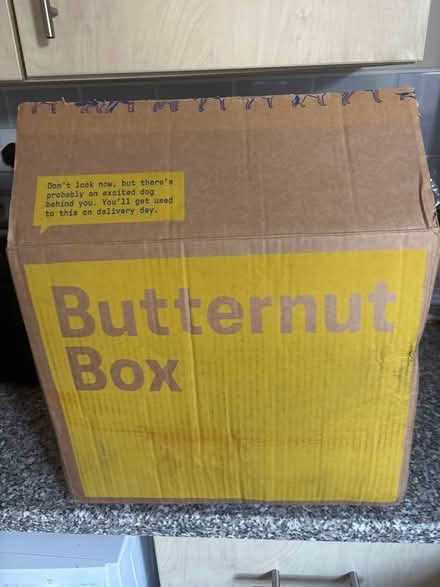 Don't look now, but there's
probably an excited dog
behind you. You'll get used
to this on delivery day.
Butternut
Box